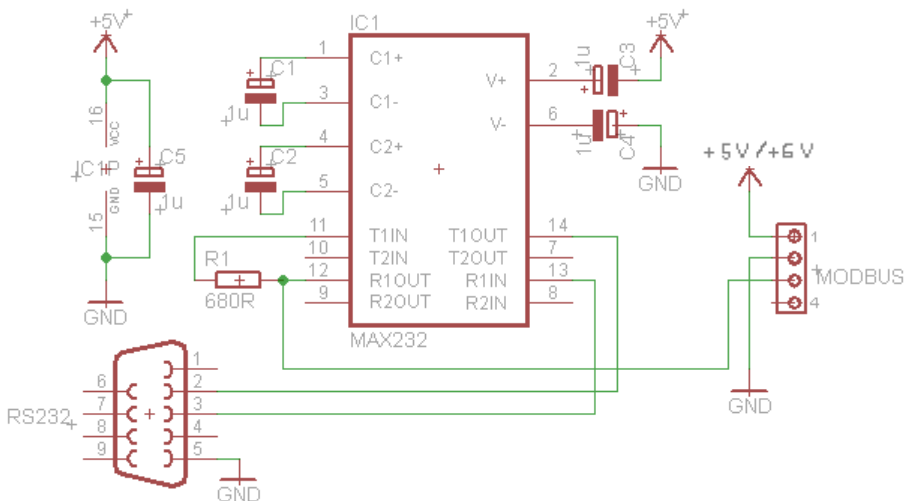 +5V
IC1
+5V
1
C1+
C1
1u
3
C1-
V+
2
1u
C3
16
VCC
IC1P
GND
15
C5
1u
4
C2+
C2
1u
5
C2-
V-
6
1u
C4
GND
+5V/+6V
11
T1IN
T1OUT
14
10
T2IN
T2OUT
7
R1
680R
12
R1OUT
R1IN
13
9
R2OUT
R2IN
8
MAX232
GND
1
MODBUS
4
GND
RS232
6
7
8
9
1
2
3
4
5
GND